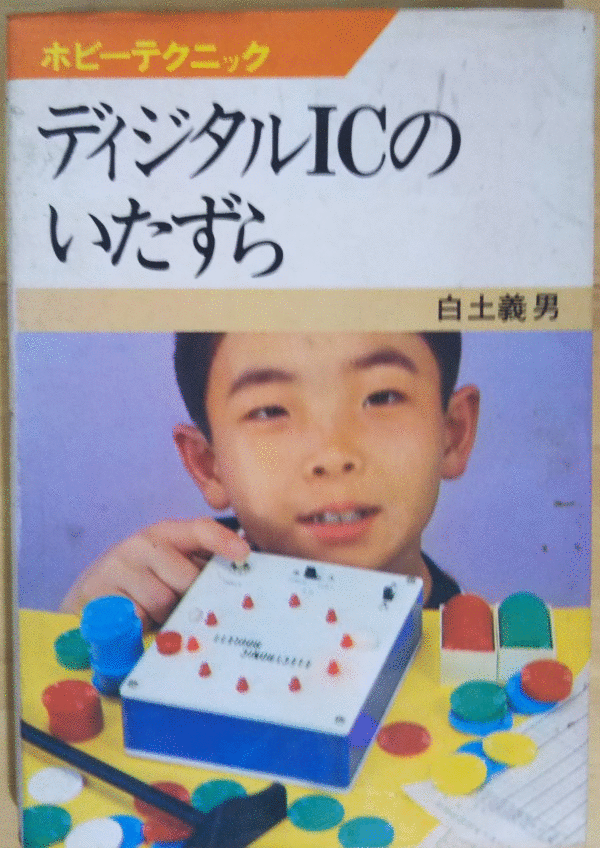 ホビーテクニック
ディジタルICの
いたずら
白土義男